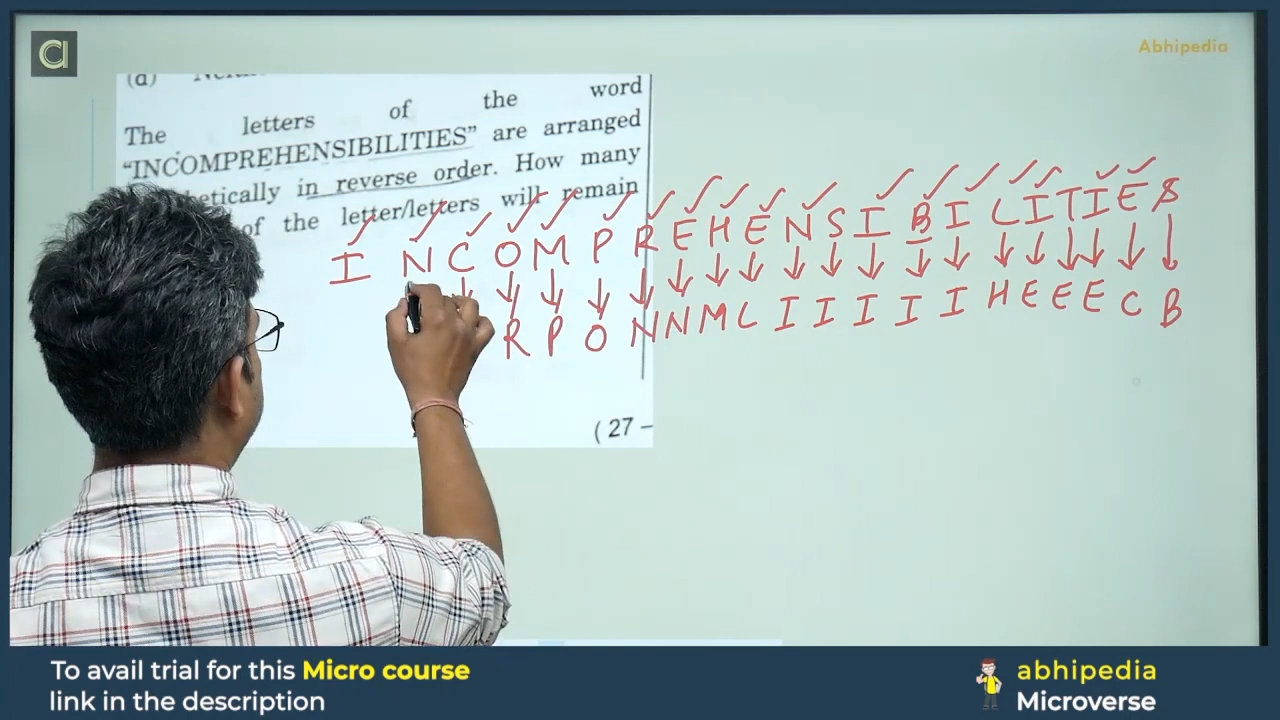 a
Abhipedia
(d)
The letters of the word
"INCOMPREHENSIBILITIES" are arranged
etically in reverse order. How many
of the letter/letters will remain
I N C O M P R E H E N S I B I L I T I E S
R P O N N M L I I I I I H E E E C B
(27 –
To avail trial for this Micro course
link in the description
abhipedia
Microverse